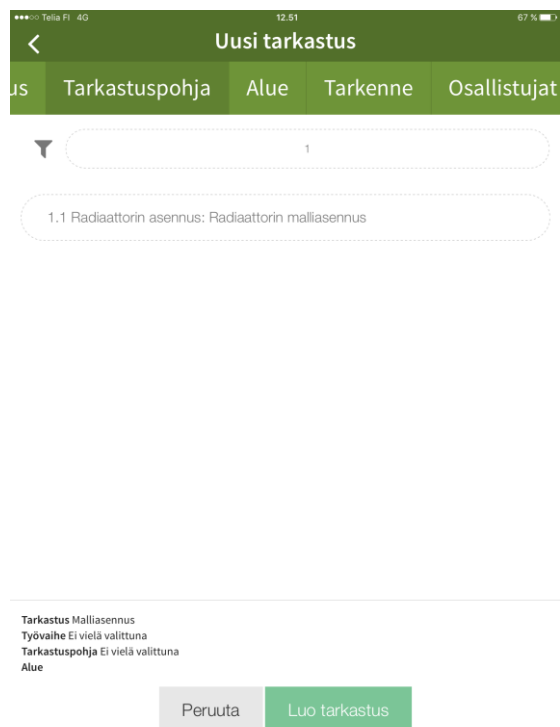 Telia FI 4G 12.51 67 %
Uusi tarkastus
us Tarkastuspohja Alue Tarkenne Osallistujat
1
1.1 Radiaattorin asennus: Radiaattorin malliasennus
Tarkastus Malliasennus
Työvaihe Ei vielä valittuna
Tarkastuspohja Ei vielä valittuna
Alue
Peruuta Luo tarkastus